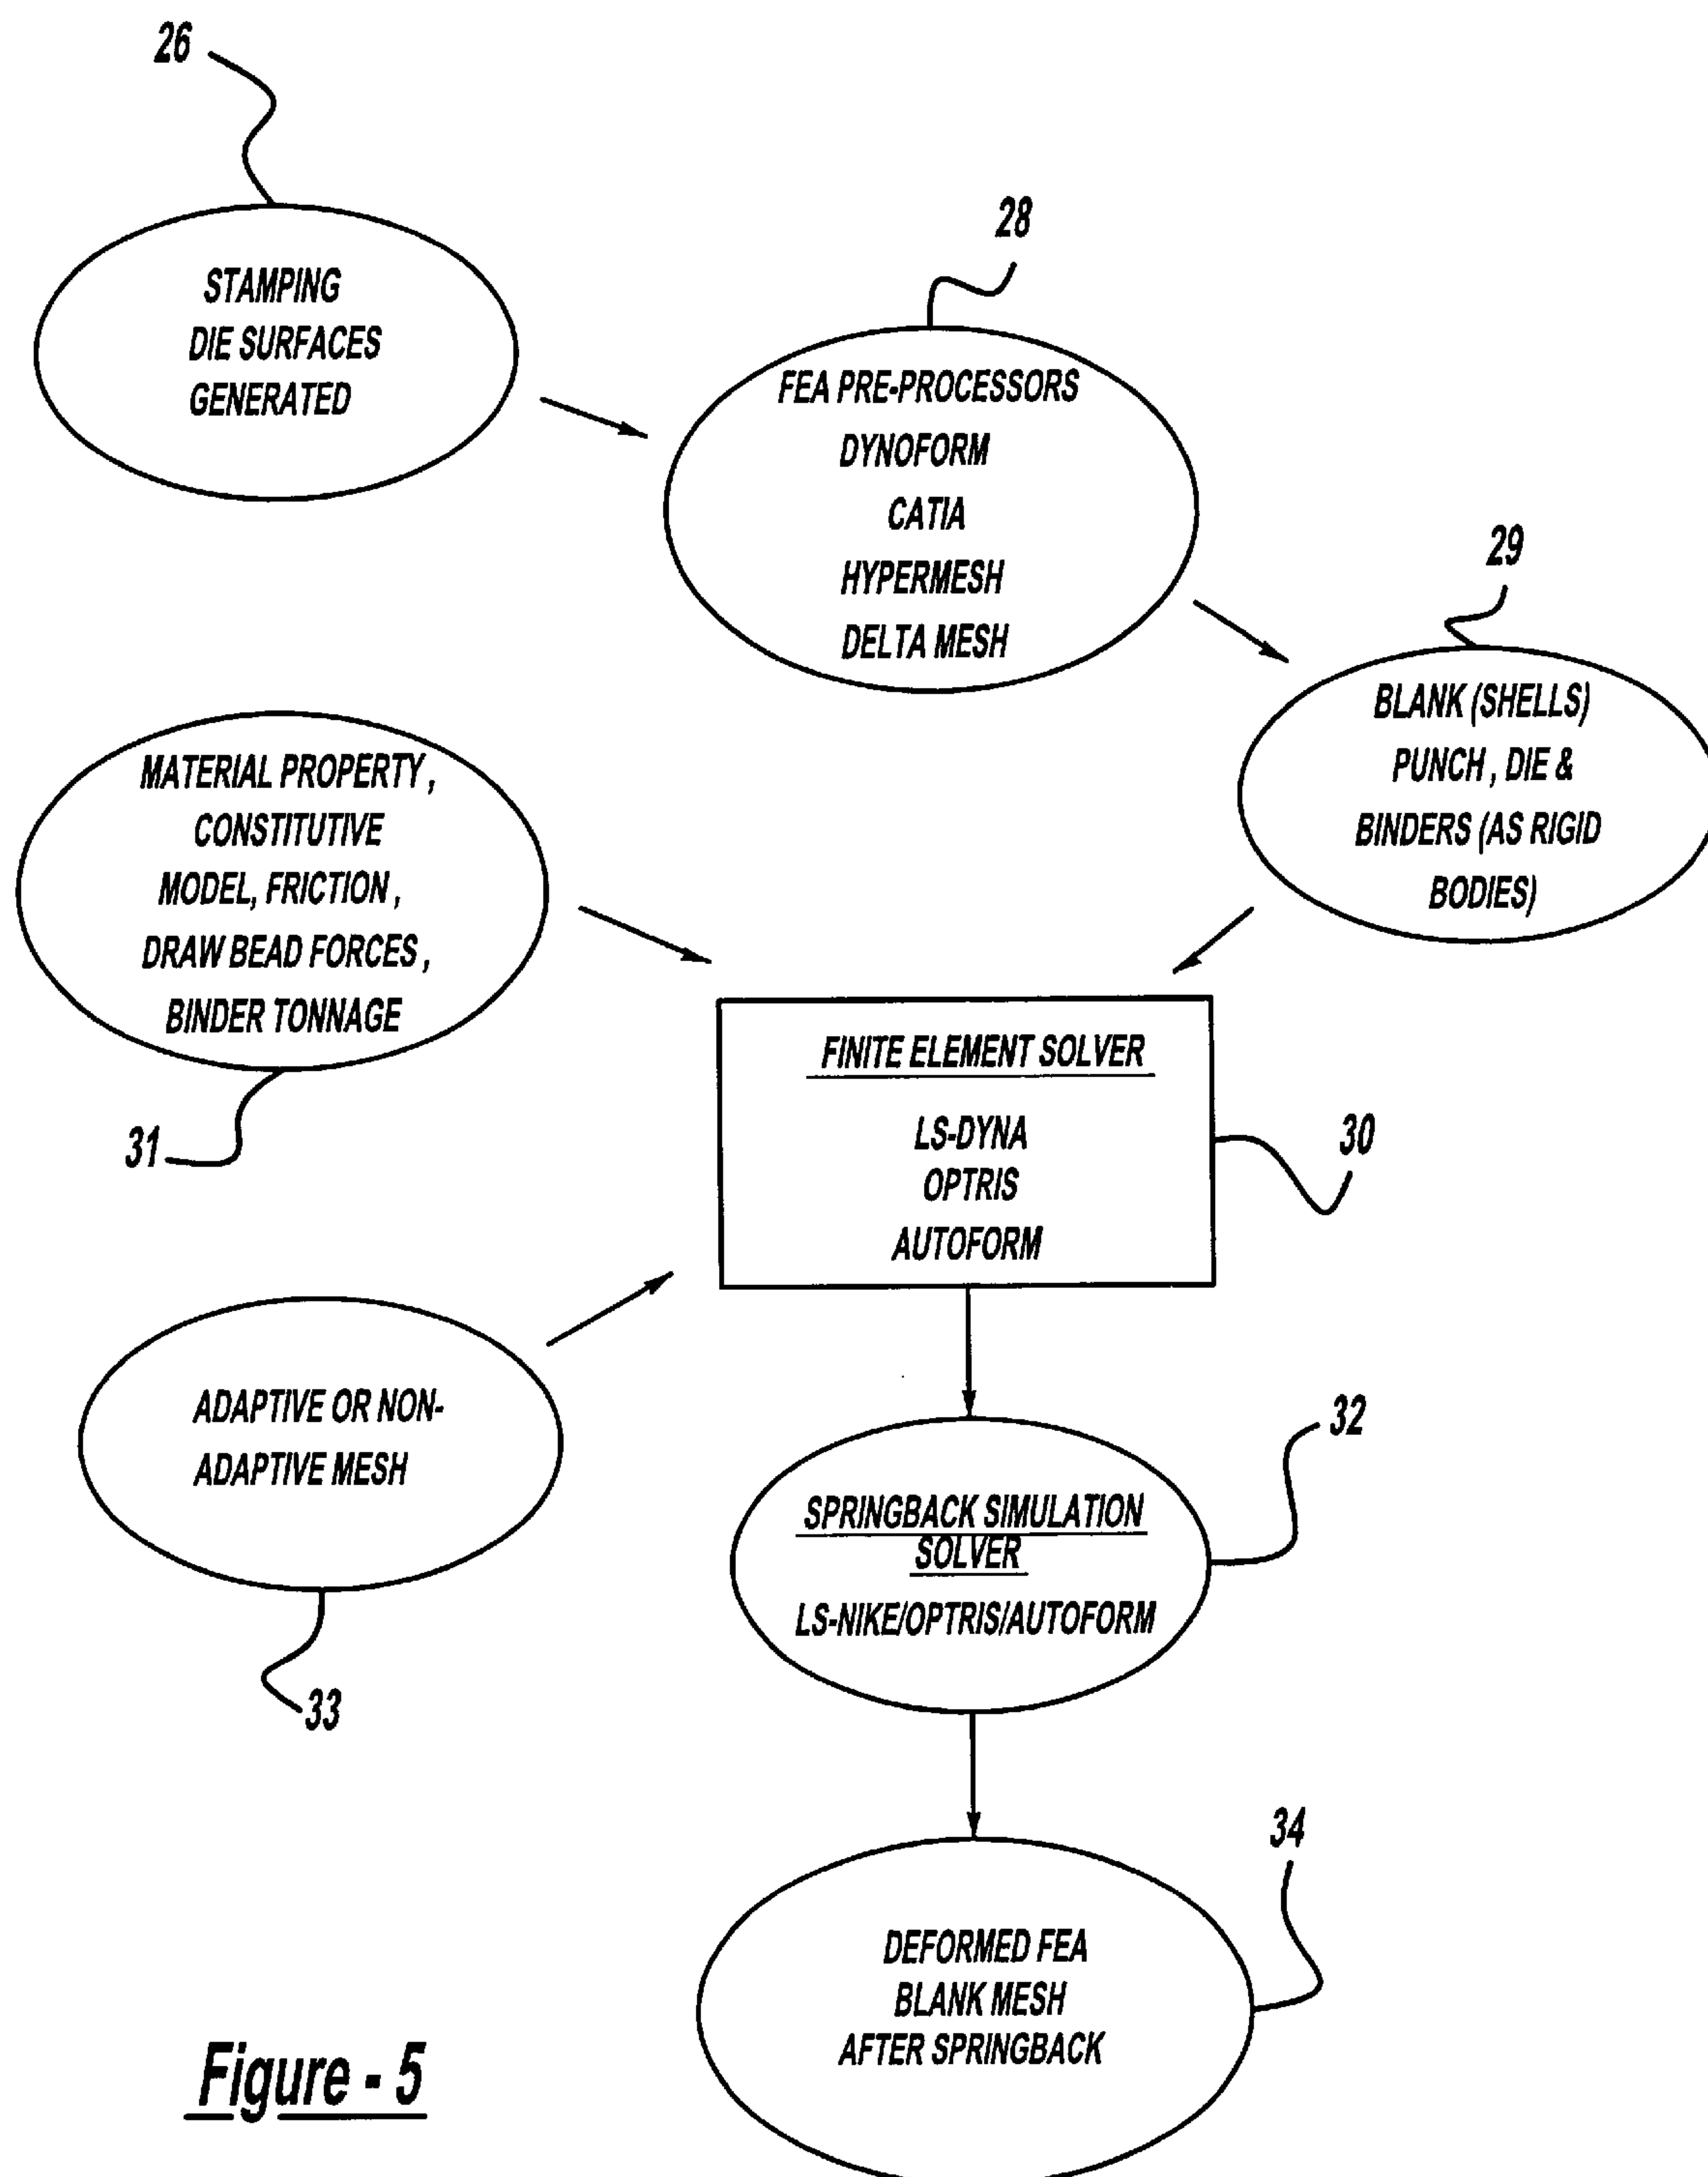 26
STAMPING
DIE SURFACES
GENERATED
28
FEA PRE-PROCESSORS
DYNOFORM
CATIA
HYPERMESH
DELTA MESH
29
BLANK (SHELLS)
PUNCH , DIE &
BINDERS (AS RIGID
BODIES)
MATERIAL PROPERTY ,
CONSTITUTIVE
MODEL, FRICTION ,
DRAW BEAD FORCES ,
BINDER TONNAGE
31
FINITE ELEMENT SOLVER
LS-DYNA
OPTRIS
AUTOFORM
30
ADAPTIVE OR NON-
ADAPTIVE MESH
33
SPRINGBACK SIMULATION
SOLVER
LS-NIKE/OPTRIS/AUTOFORM
32
DEFORMED FEA
BLANK MESH
AFTER SPRINGBACK
34
Figure - 5